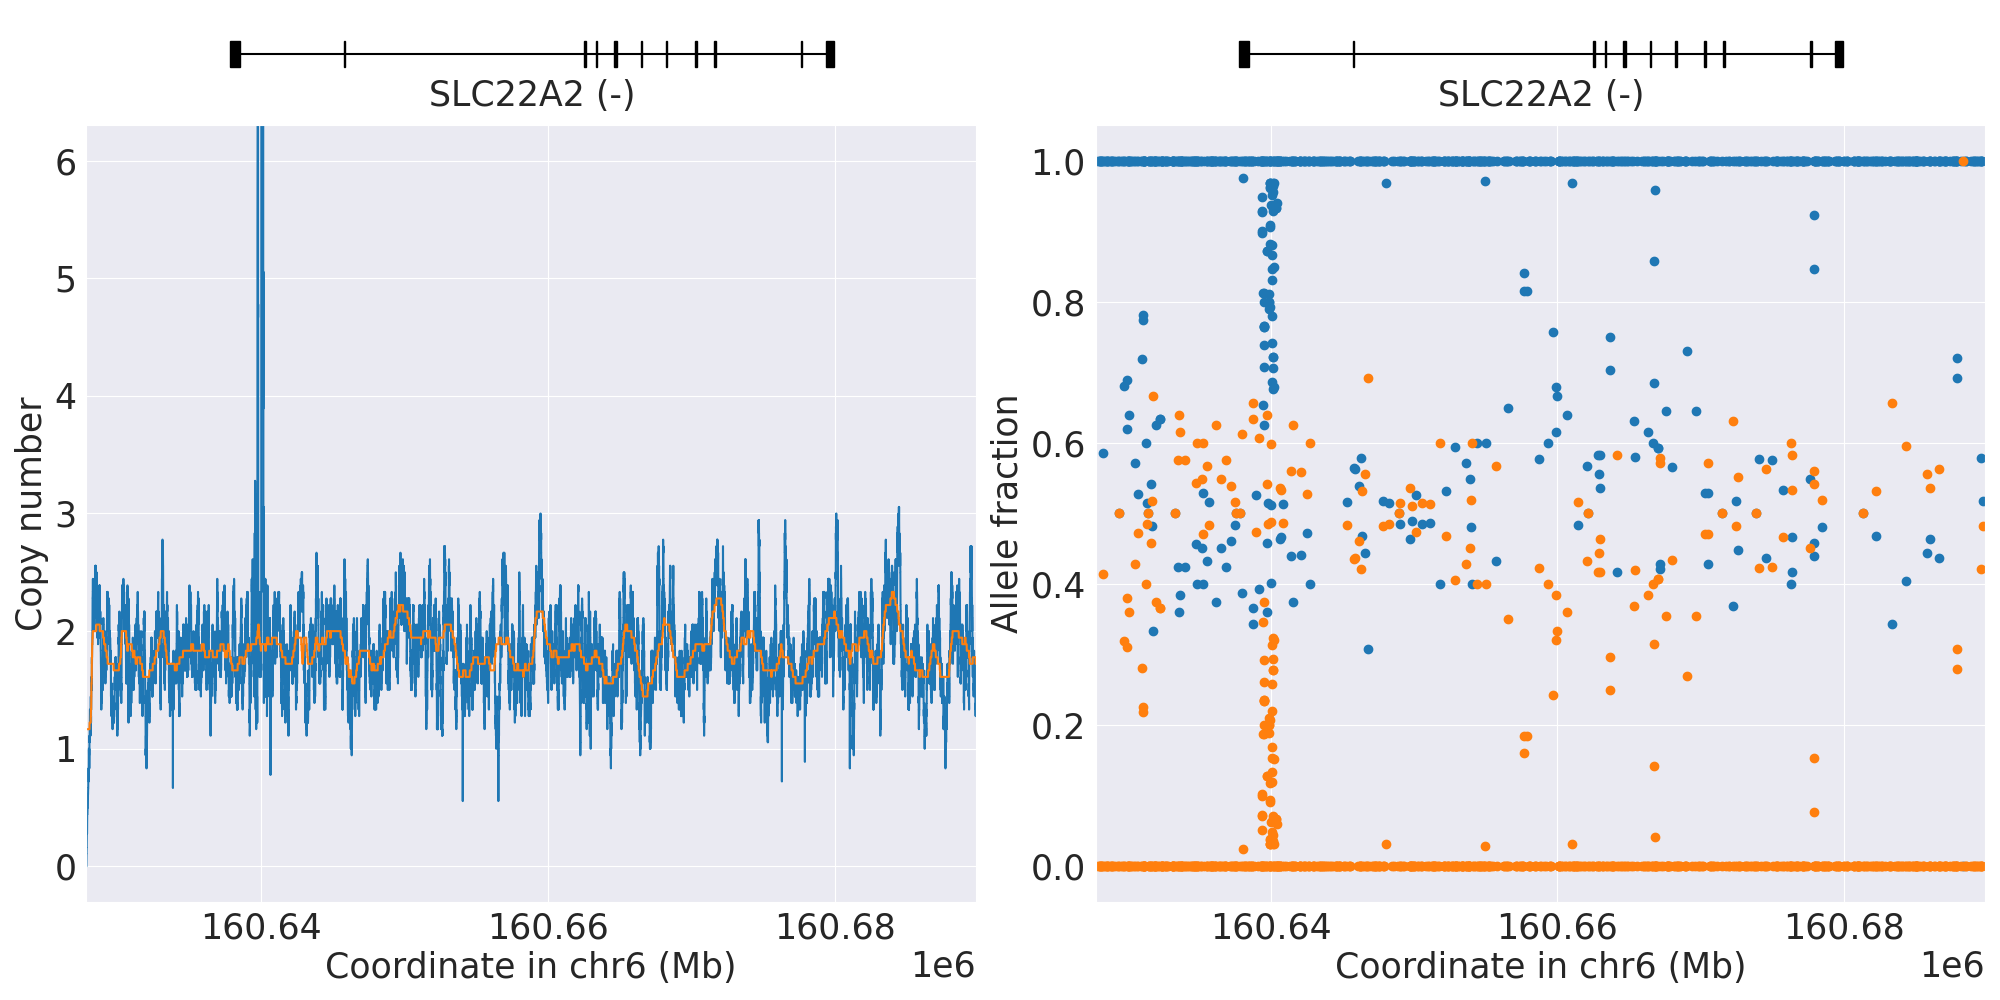 SLC22A2 (-)
Copy number
6
5
4
3
2
1
0
160.64
160.66
160.68
Coordinate in chr6 (Mb)
1e6
SLC22A2 (-)
Allele fraction
1.0
0.8
0.6
0.4
0.2
0.0
160.64
160.66
160.68
Coordinate in chr6 (Mb)
1e6